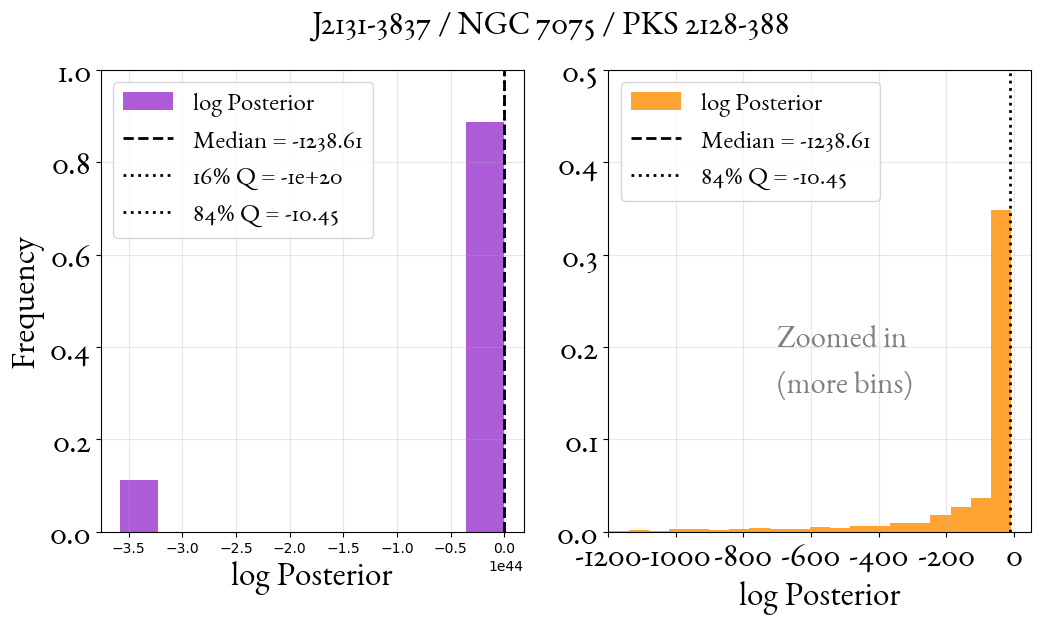 J2131-3837 / NGC 7075 / PKS 2128-388
1.0
0.8
0.6
0.4
0.2
0.0
Frequency
log Posterior
Median = -1238.61
16% Q = -1e+20
84% Q = -10.45
-3.5 -3.0 -2.5 -2.0 -1.5 -1.0 -0.5 0.0
1e44
log Posterior
0.5
0.4
0.3
0.2
0.1
0.0
log Posterior
Median = -1238.61
84% Q = -10.45
Zoomed in
(more bins)
-1200 -1000 -800 -600 -400 -200 0
log Posterior